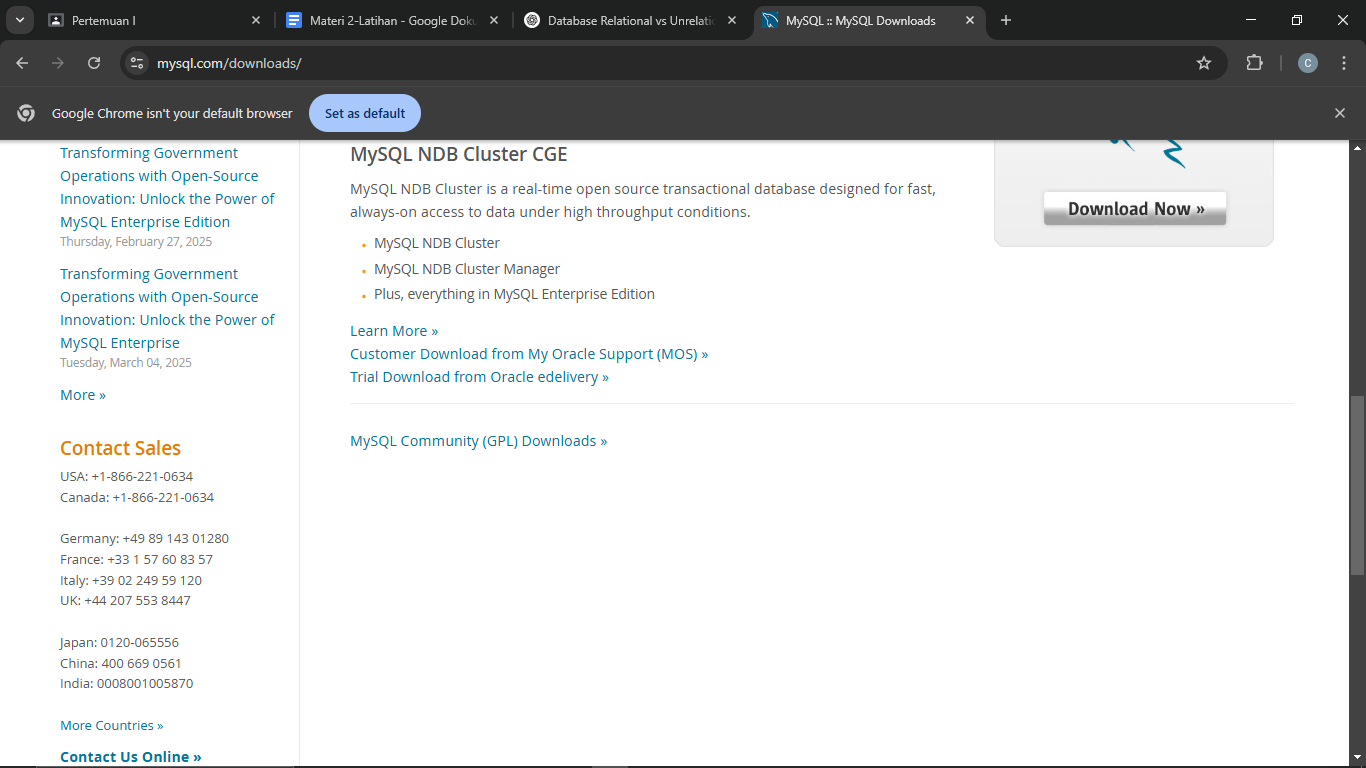 Pertemuan I
Materi 2-Latihan - Google Doku
Database Relational vs Unrelatio
MySQL :: MySQL Downloads
mysql.com/downloads/
C
Google Chrome isn't your default browser
Set as default
Transforming Government
Operations with Open-Source
Innovation: Unlock the Power of
MySQL Enterprise Edition
Thursday, February 27, 2025
Transforming Government
Operations with Open-Source
Innovation: Unlock the Power of
MySQL Enterprise
Tuesday, March 04, 2025
More »
Contact Sales
USA: +1-866-221-0634
Canada: +1-866-221-0634
Germany: +49 89 143 01280
France: +33 1 57 60 83 57
Italy: +39 02 249 59 120
UK: +44 207 553 8447
Japan: 0120-065556
China: 400 669 0561
India: 0008001005870
More Countries »
Contact Us Online »
MySQL NDB Cluster CGE
MySQL NDB Cluster is a real-time open source transactional database designed for fast,
always-on access to data under high throughput conditions.
MySQL NDB Cluster
MySQL NDB Cluster Manager
Plus, everything in MySQL Enterprise Edition
Learn More »
Customer Download from My Oracle Support (MOS) »
Trial Download from Oracle edelivery »
MySQL Community (GPL) Downloads »
Download Now »